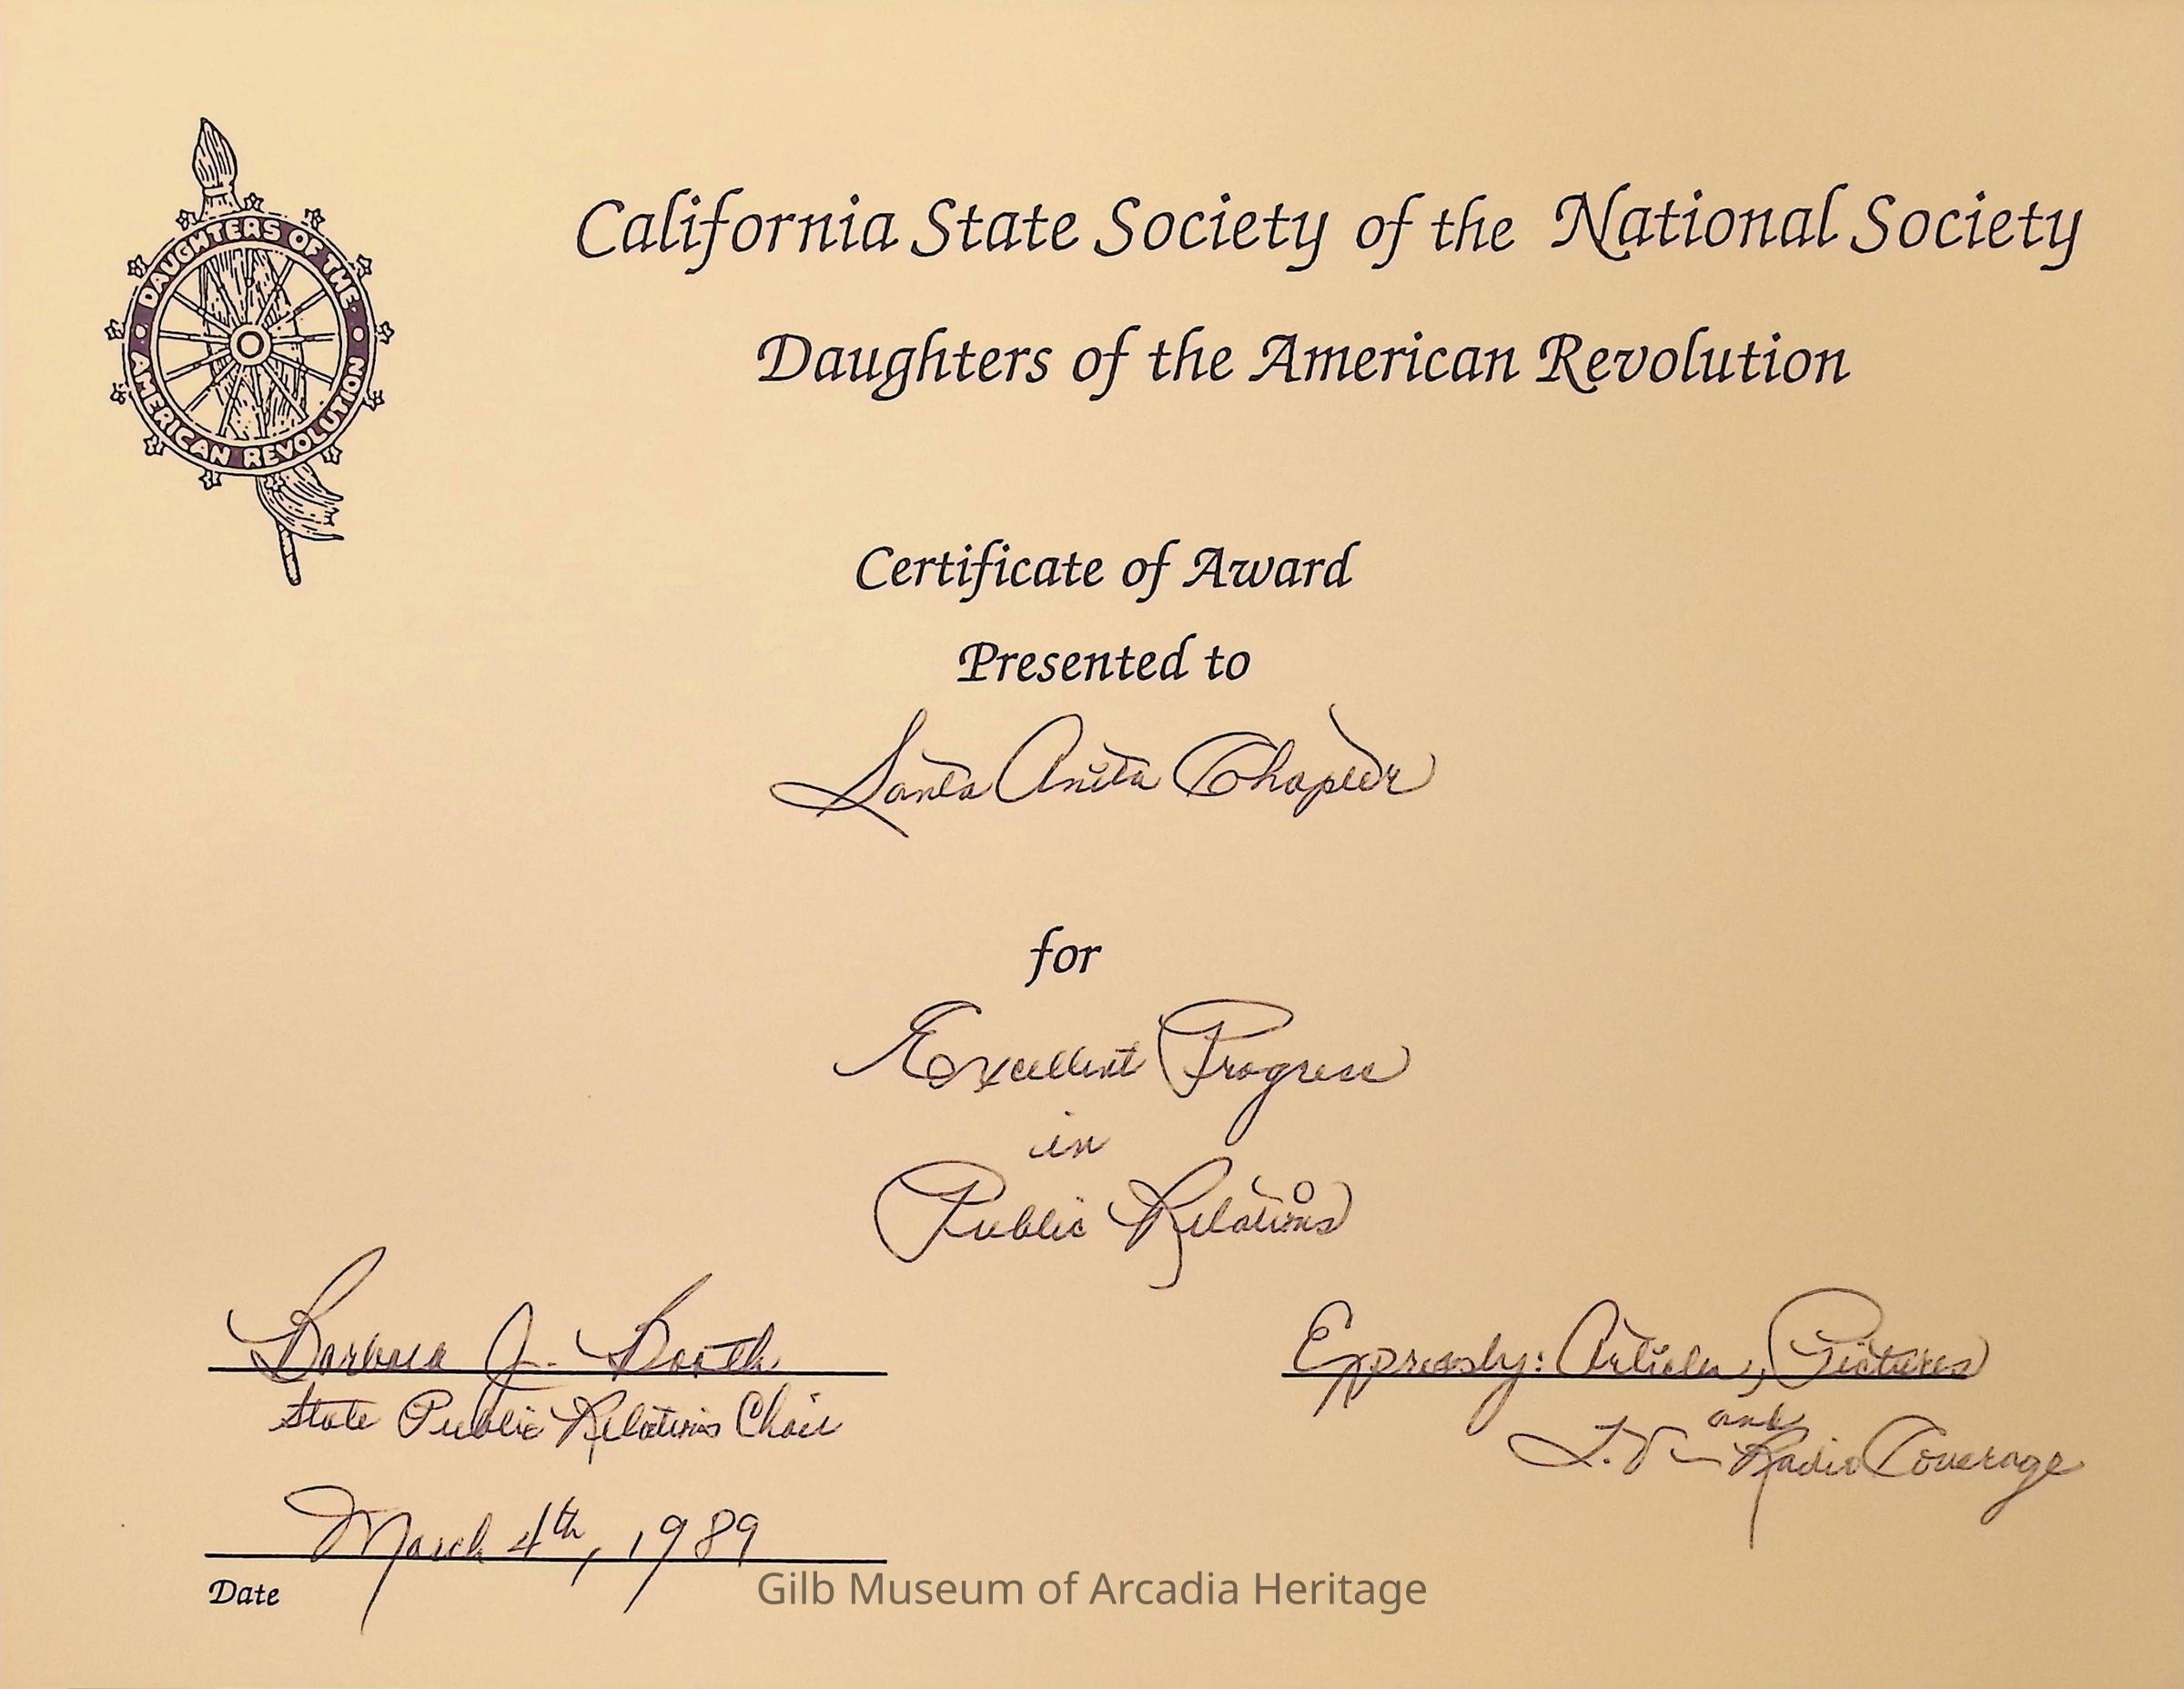 DAUGHTERS OF THE
AMERICAN REVOLUTION
California State Society of the National Society
Daughters of the American Revolution
Certificate of Award
Presented to
Santa Anita Chapter
for
Excellent Progress
in
Public Relations
Barbara J. Booth
State Public Relations Chair
March 4th, 1989
Date
Expressly: Articles, Pictures
and
T.V. – Radio Coverage
Gilb Museum of Arcadia Heritage